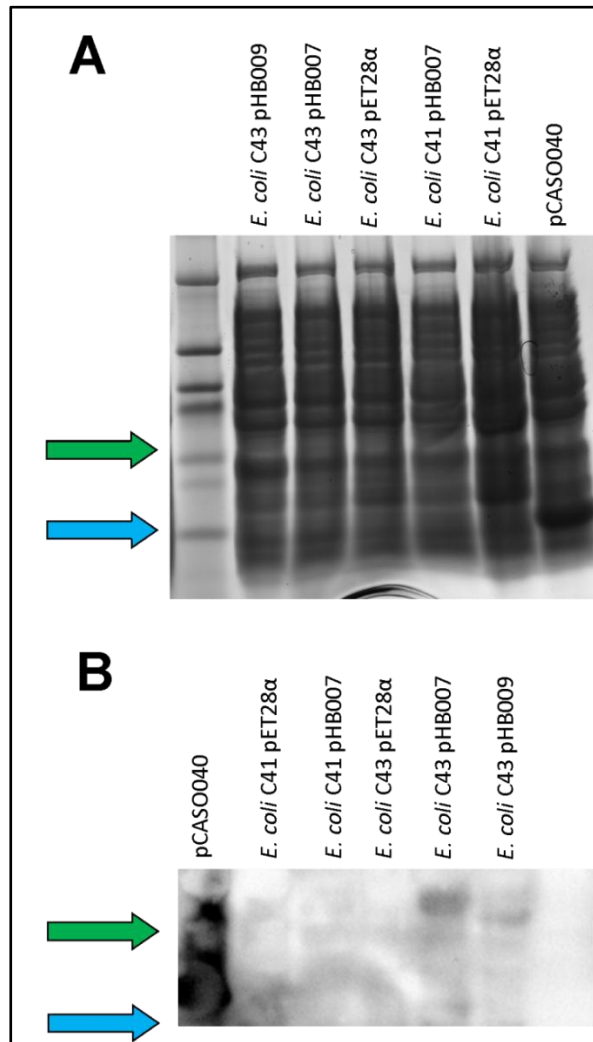 A
E. coli C43 pHB009
E. coli C43 pHB007
E. coli C43 pET28α
E. coli C41 pHB007
E. coli C41 pET28α
pCASO040
B
pCASO040
E. coli C41 pET28α
E. coli C41 pHB007
E. coli C43 pET28α
E. coli C43 pHB007
E. coli C43 pHB009